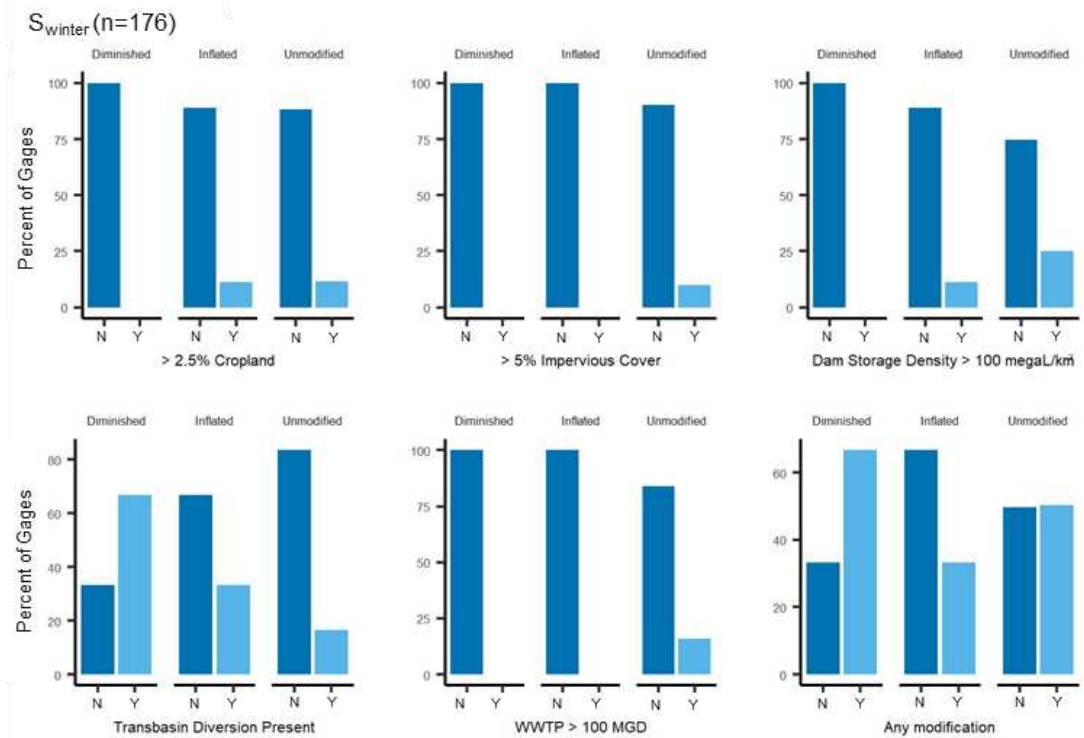 S_winter (n=176)
Diminished Inflated Unmodified
Diminished Inflated Unmodified
Diminished Inflated Unmodified
Percent of Gages
100
75
50
25
0
100
75
50
25
0
100
75
50
25
0
N Y N Y N Y
N Y N Y N Y
N Y N Y N Y
> 2.5% Cropland
> 5% Impervious Cover
Dam Storage Density > 100 megaL/km²
Diminished Inflated Unmodified
Diminished Inflated Unmodified
Diminished Inflated Unmodified
Percent of Gages
80
60
40
20
0
100
75
50
25
0
60
40
20
0
N Y N Y N Y
N Y N Y N Y
N Y N Y N Y
Transbasin Diversion Present
WWTP > 100 MGD
Any modification